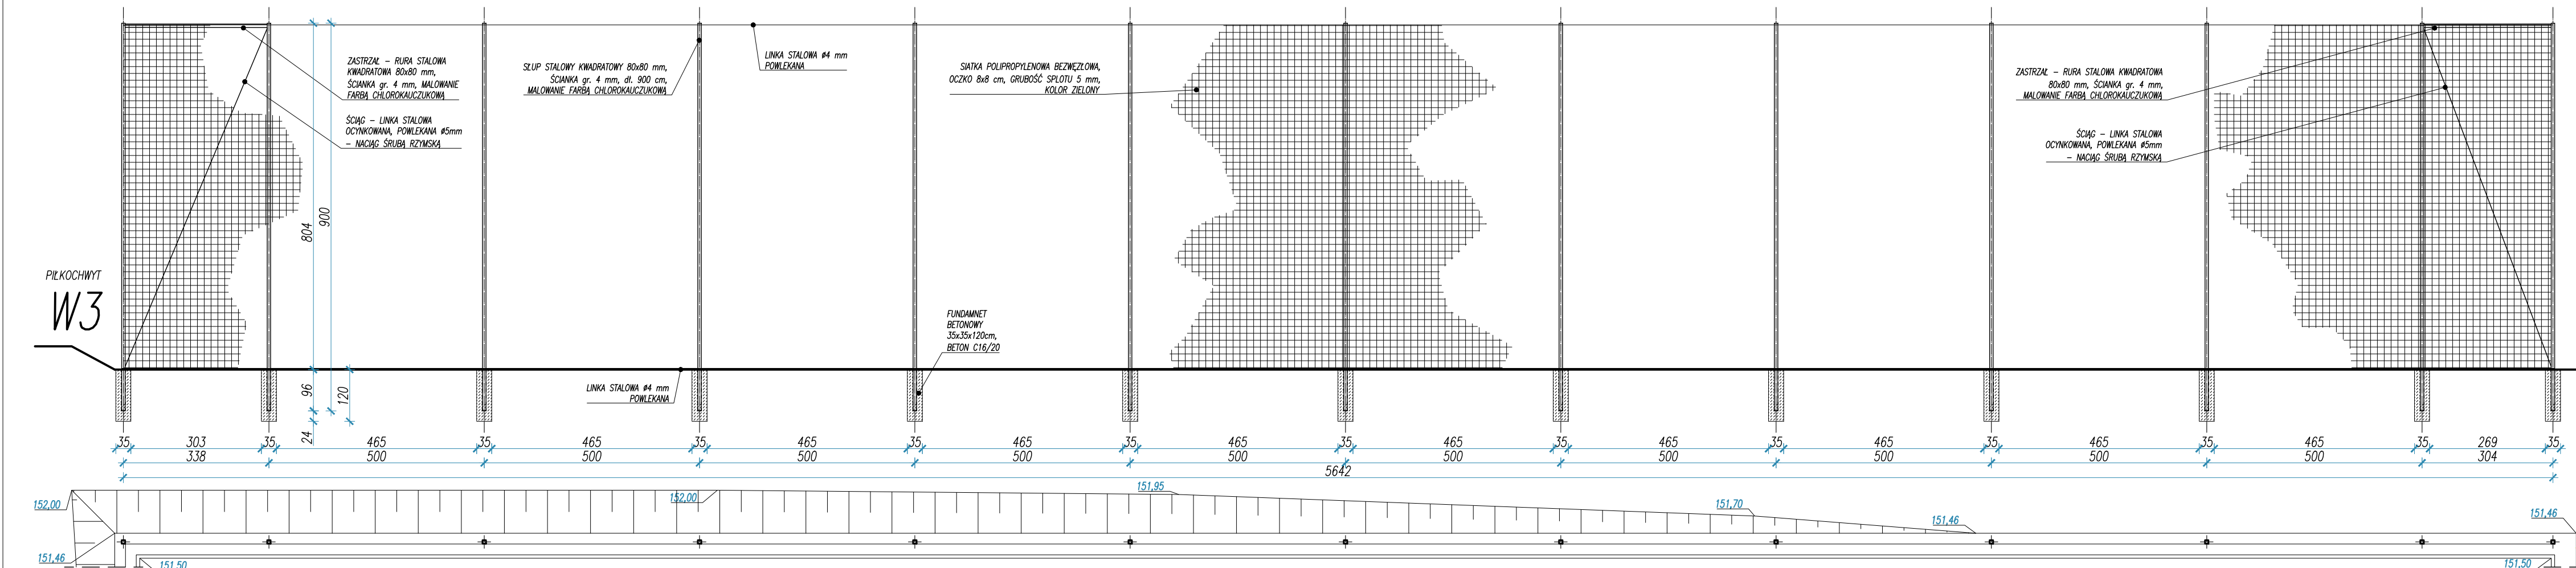 ZASTRZAŁ – RURA STALOWA
KWADRATOWA 80x80 mm,
ŚCIANKA gr. 4 mm, MALOWANIE
FARBĄ CHLOROKAUCZUKOWĄ
ŚCIĄG – LINKA STALOWA
OCYNKOWANA, POWLEKANA ø5mm
– NACIĄG ŚRUBĄ RZYMSKĄ
SŁUP STALOWY KWADRATOWY 80x80 mm,
ŚCIANKA gr. 4 mm, dł. 900 cm,
MALOWANIE FARBĄ CHLOROKAUCZUKOWĄ
LINKA STALOWA ø4 mm
POWLEKANA
SIATKA POLIPROPYLENOWA BEZWĘZŁOWA,
OCZKO 8x8 cm, GRUBOŚĆ SPLOTU 5 mm,
KOLOR ZIELONY
ZASTRZAŁ – RURA STALOWA KWADRATOWA
80x80 mm, ŚCIANKA gr. 4 mm,
MALOWANIE FARBĄ CHLOROKAUCZUKOWĄ
ŚCIĄG – LINKA STALOWA
OCYNKOWANA, POWLEKANA ø5mm
– NACIĄG ŚRUBĄ RZYMSKĄ
804
900
PIŁKOCHWYT
W3
FUNDAMNET
BETONOWY
35x35x120cm,
BETON C16/20
LINKA STALOWA ø4 mm
POWLEKANA
96
120
24
35 303 35 465 35 465 35 465 35 465 35 465 35 465 35 465 35 465 35 465 35 465 35 269 35
338 500 500 500 500 500 500 500 500 500 500 304
5642
152,00
152,00
151,95
151,70
151,46
151,46
151,46
151,50
151,50